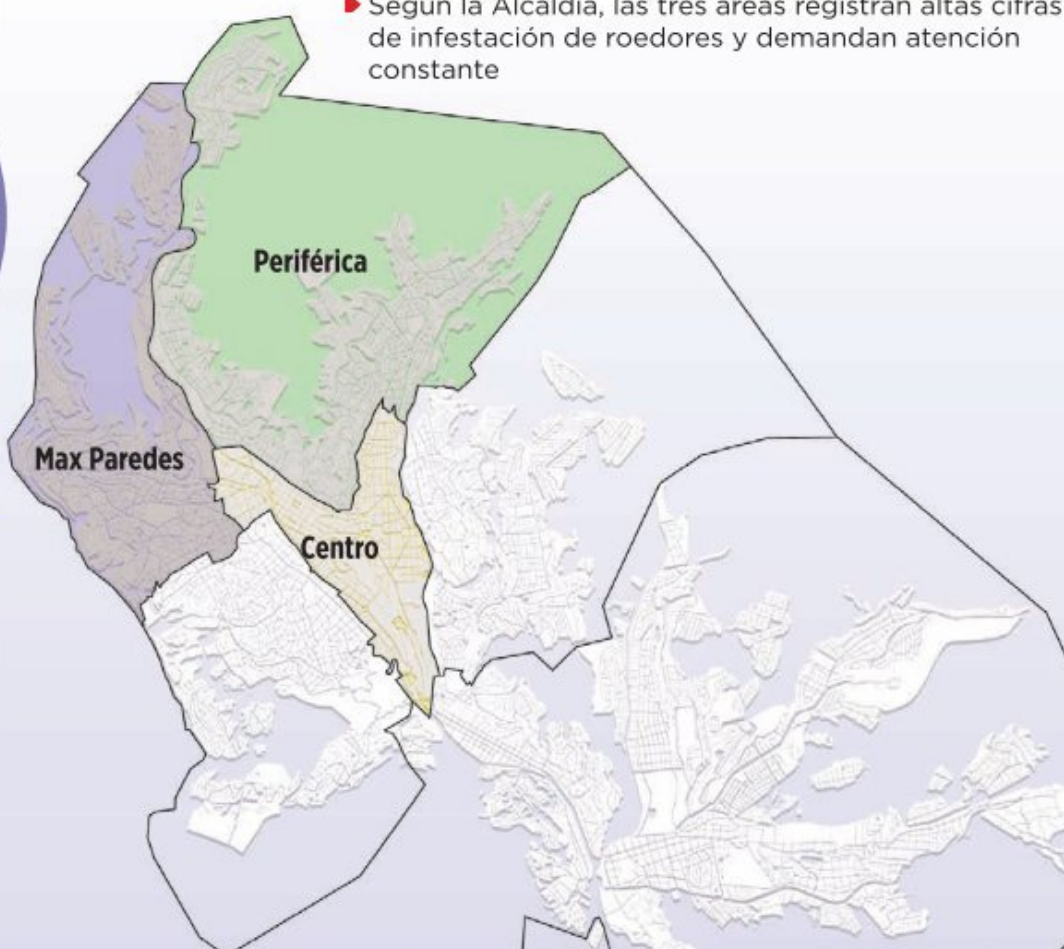 Según la Alcaldía, las tres áreas registran altas cifras
de infestación de roedores y demandan atención
constante
Periférica
Max Paredes
Centro